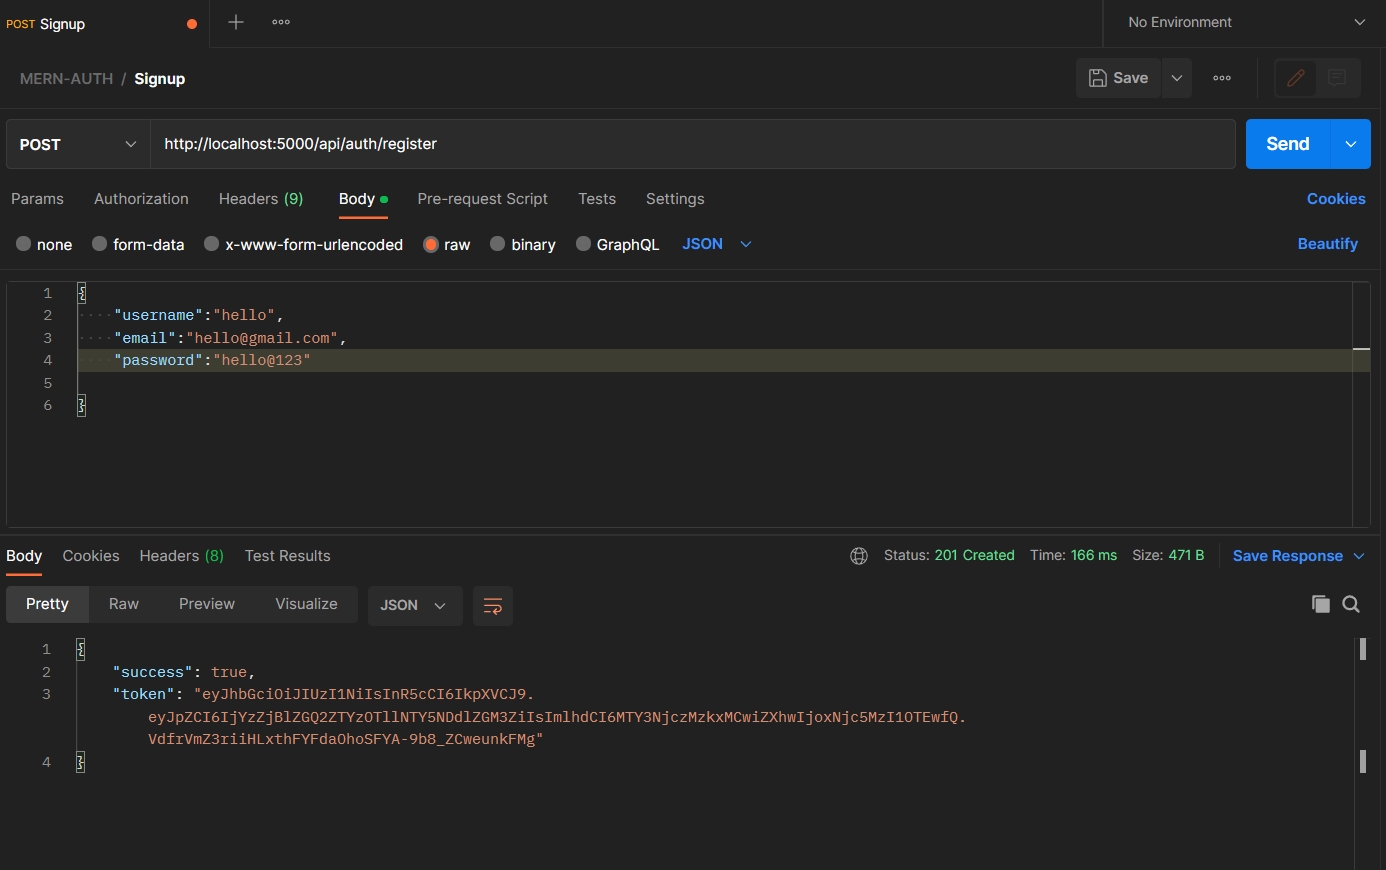 POST Signup
No Environment
MERN-AUTH / Signup
Save
POST
http://localhost:5000/api/auth/register
Send
Params Authorization Headers (9) Body Pre-request Script Tests Settings Cookies
none form-data x-www-form-urlencoded raw binary GraphQL JSON Beautify
1 {
2 "username":"hello",
3 "email":"hello@gmail.com",
4 "password":"hello@123"
5
6 }
Body Cookies Headers (8) Test Results Status: 201 Created Time: 166 ms Size: 471 B Save Response
Pretty Raw Preview Visualize JSON
1 {
2 "success": true,
3 "token": "eyJhbGciOiJIUzI1NiIsInR5cCI6IkpXVCJ9.
eyJpZCI6IjYzZjBlZGQ2ZTYzOTllNTY5NDdlZGM3ZiIsImlhdCI6MTY3NjczMzkxMCwiZXhwIjoxNjc5MzI1OTEwfQ.
VdfrVmZ3riiHLxthFYFdaOhoSFYA-9b8_ZCweunkFMg"
4 }